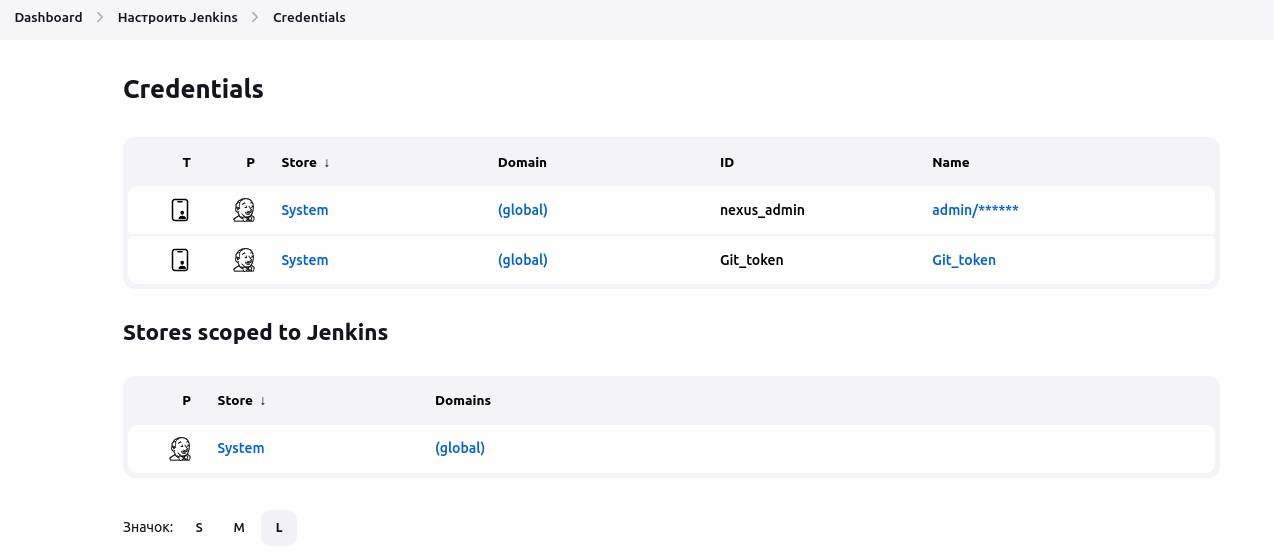 Dashboard > Настроить Jenkins > Credentials
Credentials
T P Store ↓ Domain ID Name
System (global) nexus_admin admin/******
System (global) Git_token Git_token
Stores scoped to Jenkins
P Store ↓ Domains
System (global)
Значок: S M L